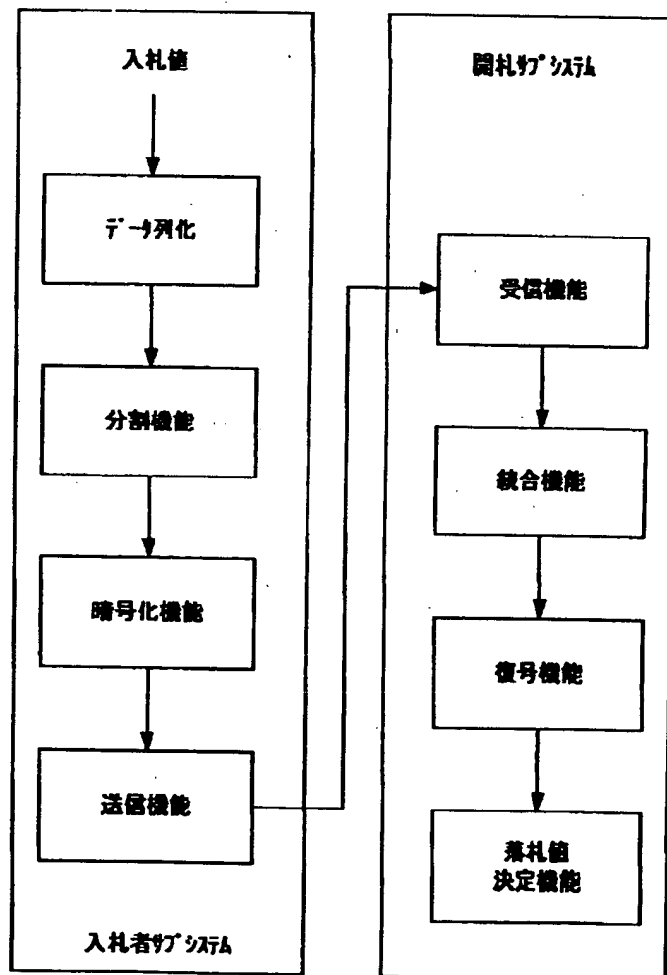 入札値
データ列化
分割機能
暗号化機能
送信機能
入札者サブシステム
開札サブシステム
受信機能
統合機能
復号機能
落札値
決定機能